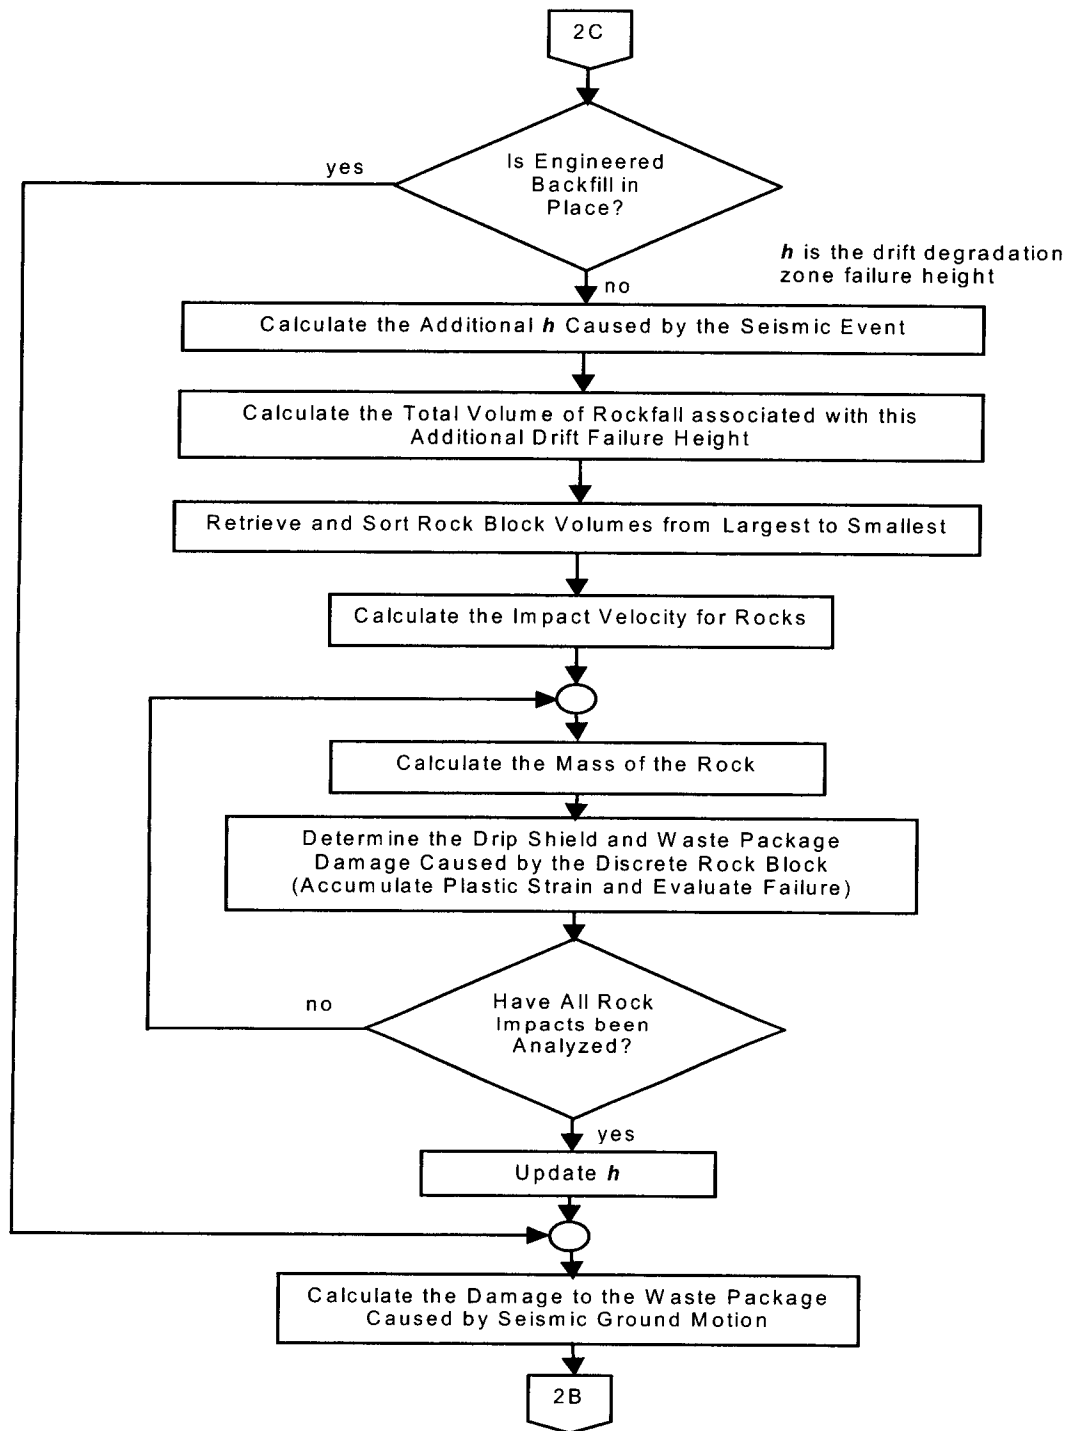 2C
Is Engineered
Backfill in
Place?
yes
h is the drift degradation
zone failure height
no
Calculate the Additional h Caused by the Seismic Event
Calculate the Total Volume of Rockfall associated with this
Additional Drift Failure Height
Retrieve and Sort Rock Block Volumes from Largest to Smallest
Calculate the Impact Velocity for Rocks
Calculate the Mass of the Rock
Determine the Drip Shield and Waste Package
Damage Caused by the Discrete Rock Block
(Accumulate Plastic Strain and Evaluate Failure)
no
Have All Rock
Impacts been
Analyzed?
yes
Update h
Calculate the Damage to the Waste Package
Caused by Seismic Ground Motion
2B